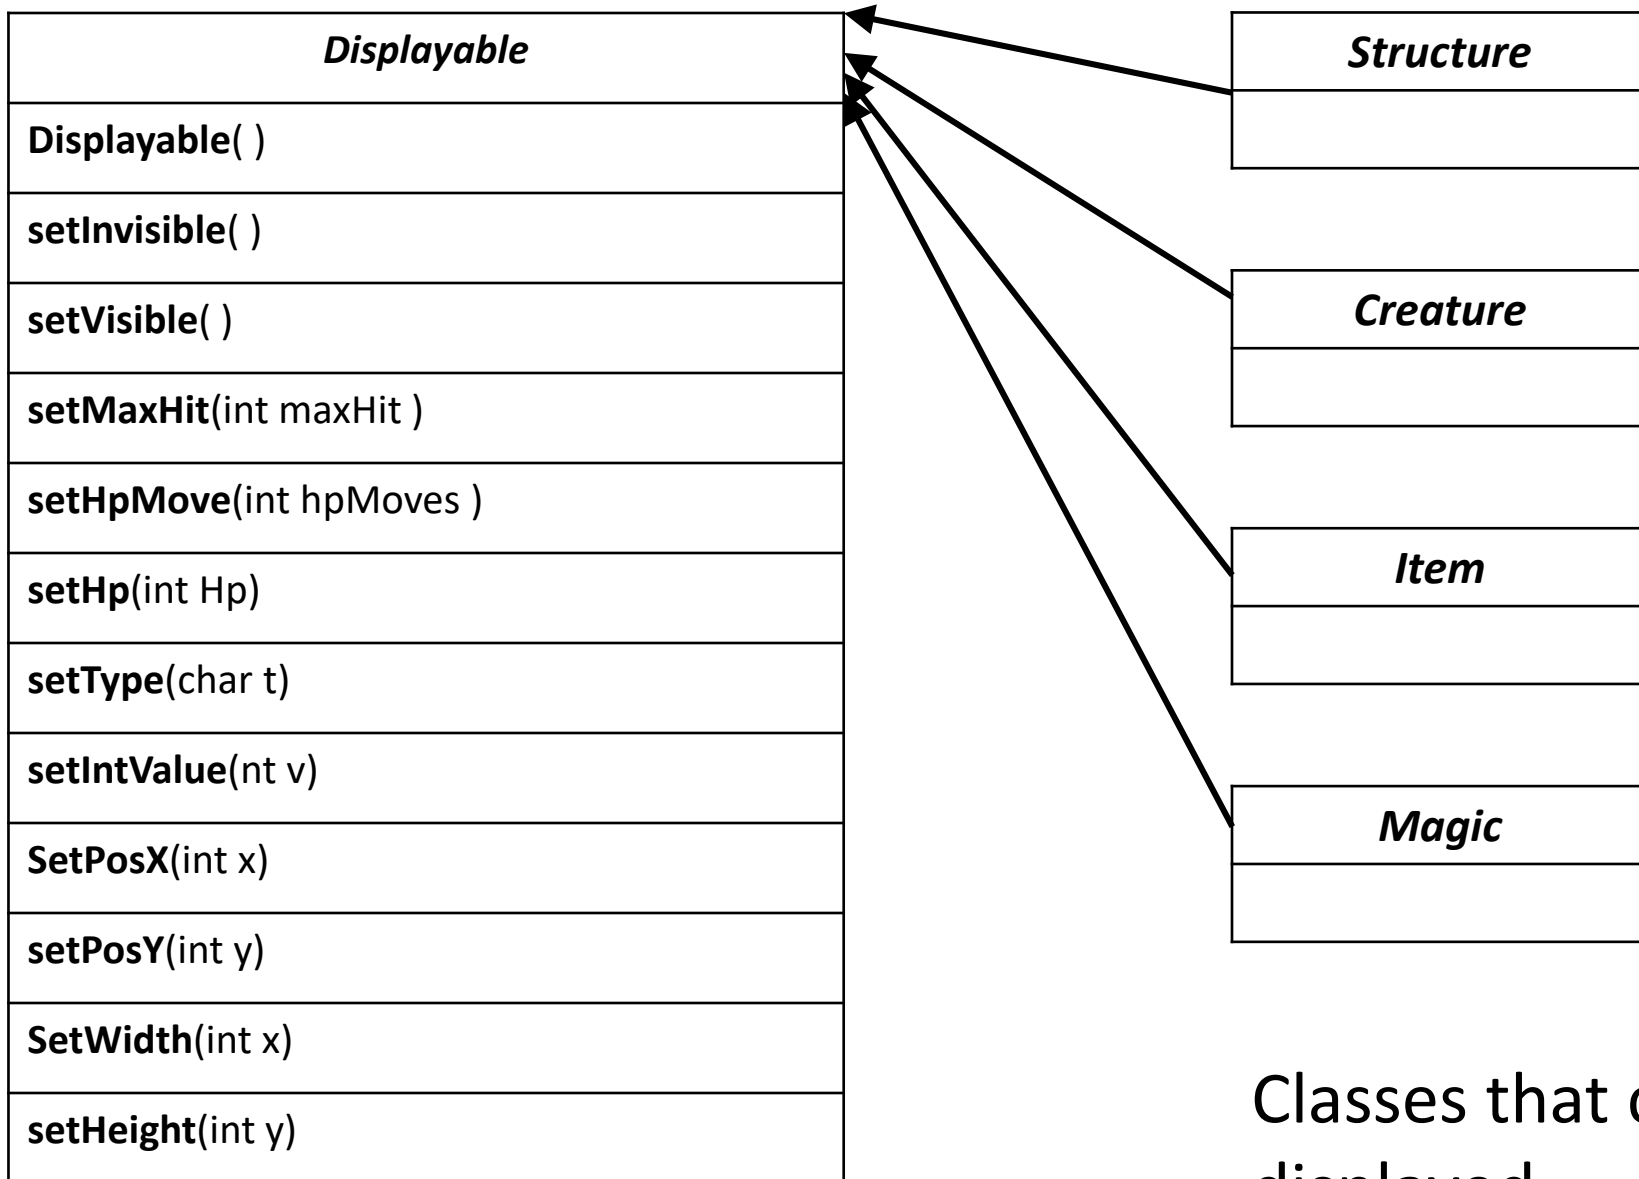 Displayable
Displayable( )
setInvisible( )
setVisible( )
setMaxHit(int maxHit )
setHpMove(int hpMoves )
setHp(int Hp)
setType(char t)
setIntValue(nt v)
SetPosX(int x)
setPosY(int y)
SetWidth(int x)
setHeight(int y)
Structure
Creature
Item
Magic
Classes that
displayed